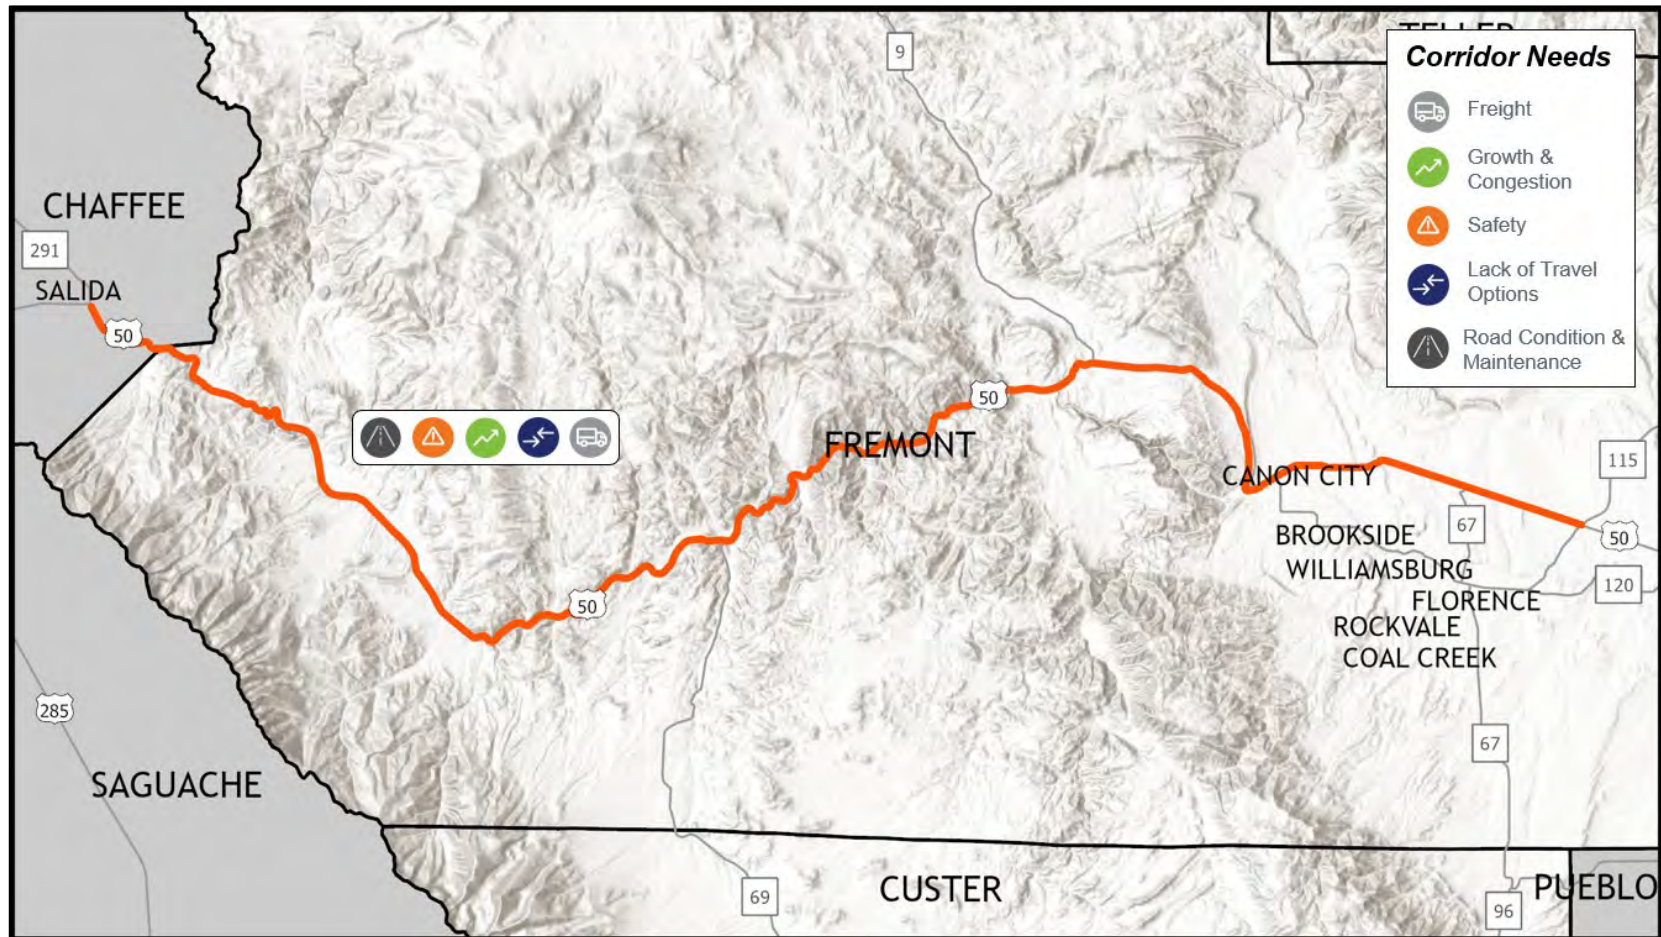 TELLER
9
Corridor Needs
Freight
Growth &
Congestion
Safety
Lack of Travel
Options
Road Condition &
Maintenance
CHAFFEE
291
SALIDA
50
50
FREMONT
CANON CITY
115
67
50
BROOKSIDE
WILLIAMSBURG
120
FLORENCE
50
ROCKVALE
COAL CREEK
285
67
SAGUACHE
CUSTER
PUEBLO
69
96